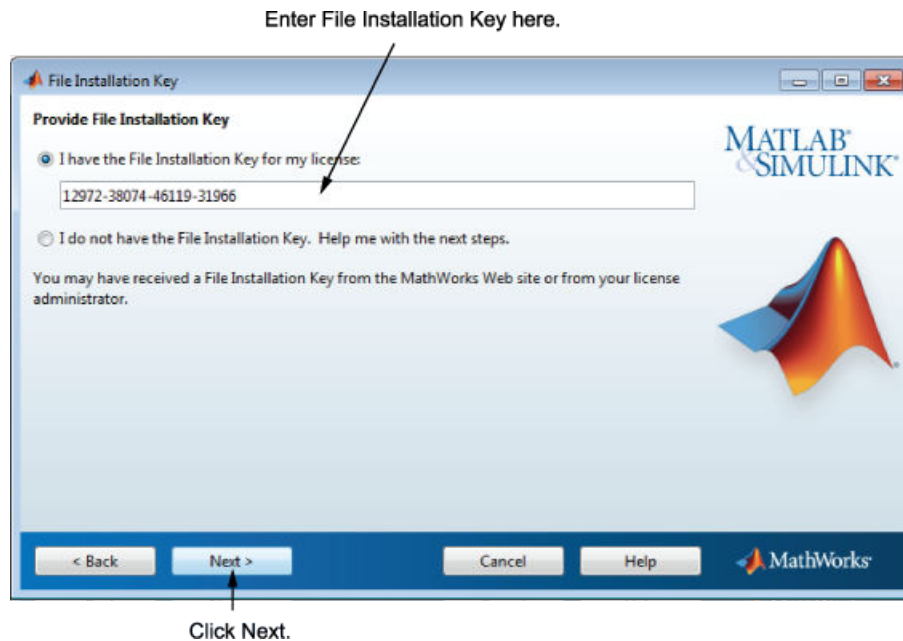 Enter File Installation Key here.
File Installation Key
Provide File Installation Key
MATLAB®
&SIMULINK®
I have the File Installation Key for my license:
12972-38074-46119-31966
I do not have the File Installation Key. Help me with the next steps.
You may have received a File Installation Key from the MathWorks Web site or from your license
administrator.
< Back
Next >
Cancel
Help
MathWorks®
Click Next.